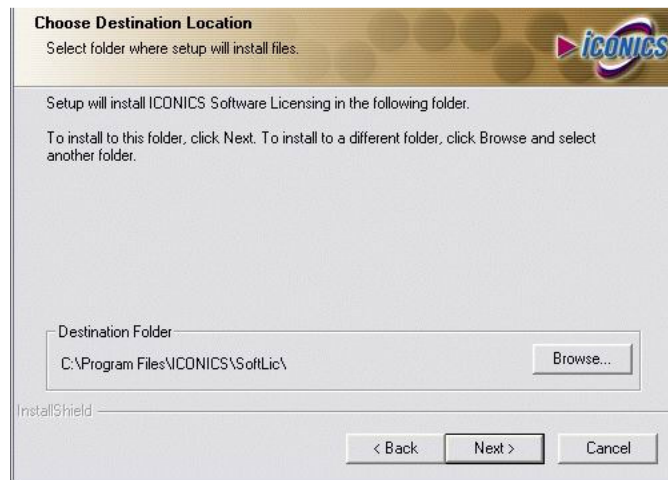 Choose Destination Location
Select folder where setup will install files.
ICONICS
Setup will install ICONICS Software Licensing in the following folder.
To install to this folder, click Next. To install to a different folder, click Browse and select
another folder.
Destination Folder
C:\Program Files\ICONICS\SoftLic\
Browse...
InstallShield
< Back
Next >
Cancel